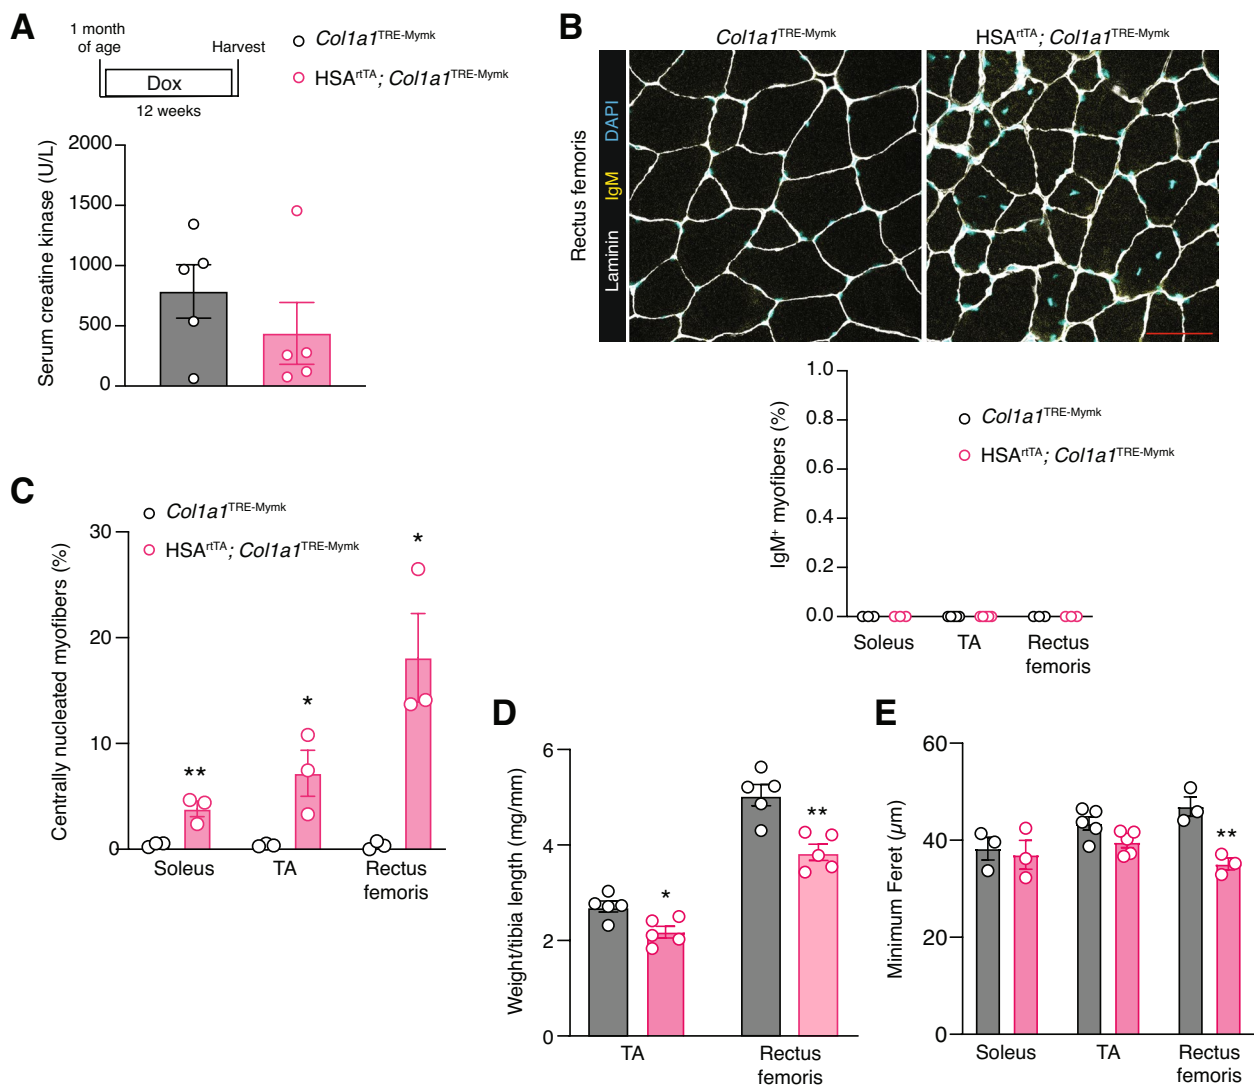 A
1 month
of age
Harvest
Dox
12 weeks
Col1a1TRE-Mymk
HSArtTA; Col1a1TRE-Mymk
Serum creatine kinase (U/L)
2000
1500
1000
500
0
B
Col1a1TRE-Mymk
HSArtTA; Col1a1TRE-Mymk
Rectus femoris
Laminin IgM DAPI
IgM+ myofibers (%)
1.0
0.8
0.6
0.4
0.2
0.0
Col1a1TRE-Mymk
HSArtTA; Col1a1TRE-Mymk
Soleus
TA
Rectus
femoris
C
Col1a1TRE-Mymk
HSArtTA; Col1a1TRE-Mymk
Centrally nucleated myofibers (%)
30
20
10
0
**
*
*
Soleus
TA
Rectus
femoris
D
Weight/tibia length (mg/mm)
6
4
2
0
*
**
TA
Rectus
femoris
E
Minimum Feret (µm)
60
40
20
0
**
Soleus
TA
Rectus
femoris